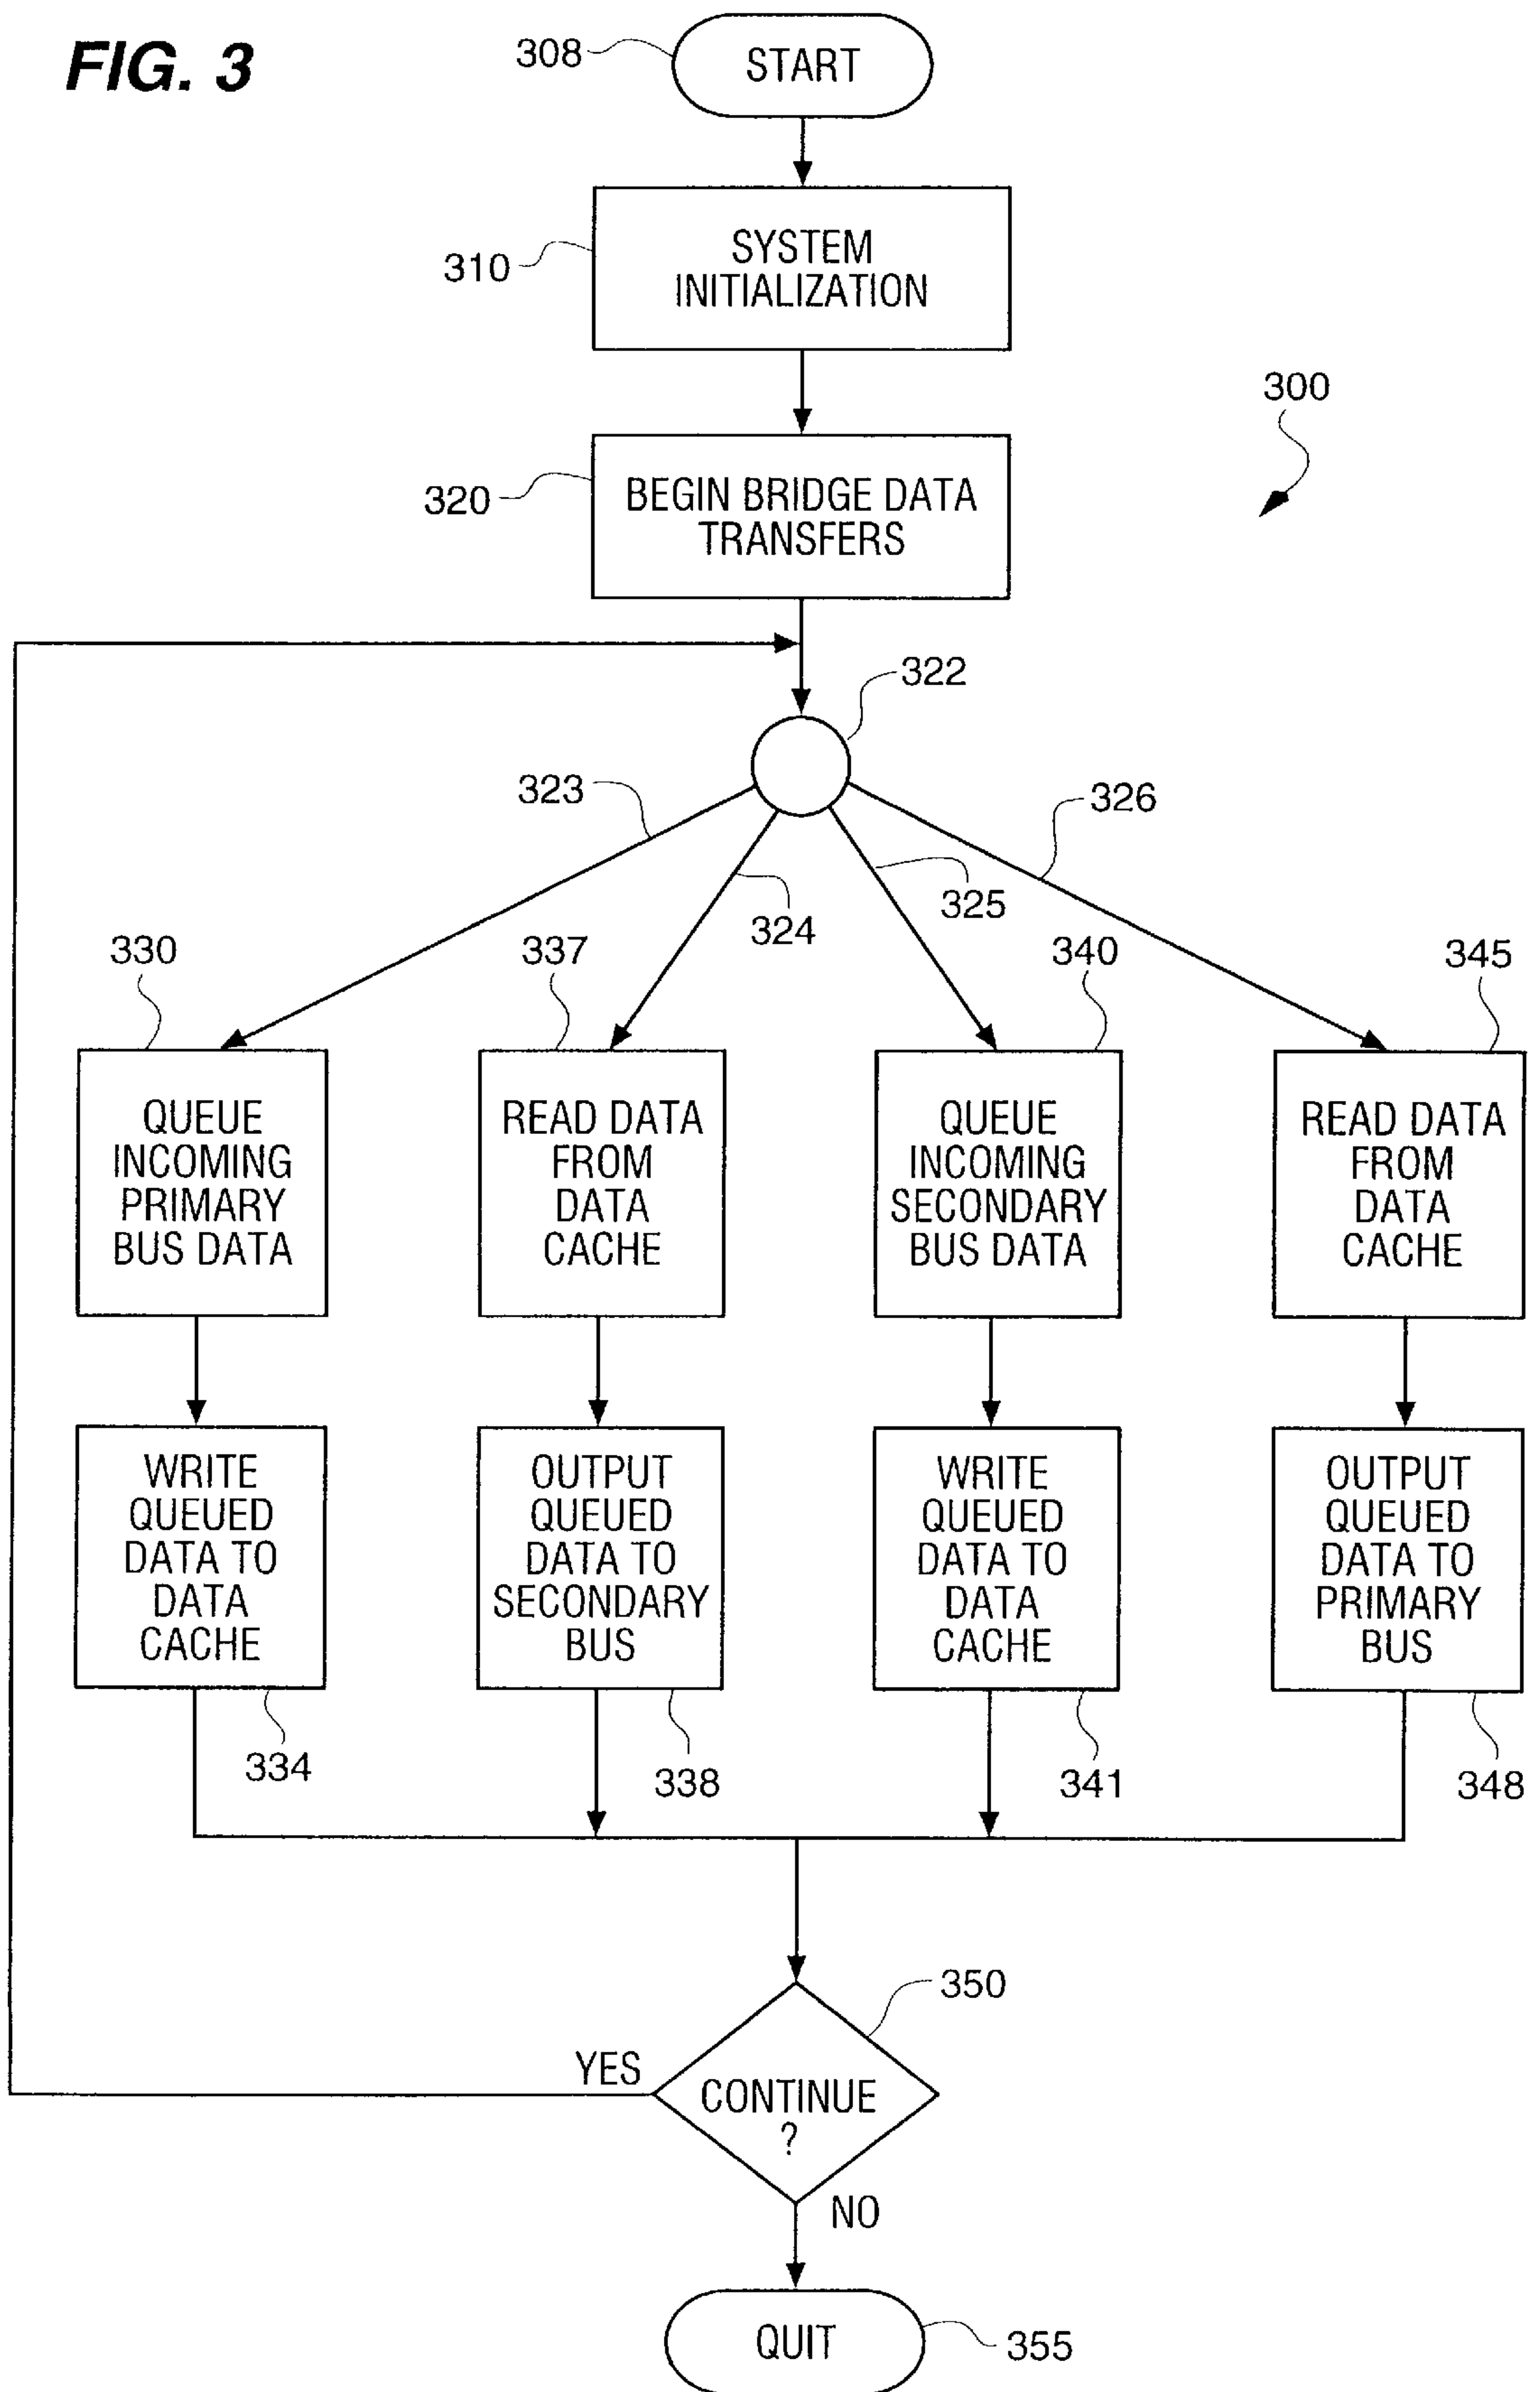 FIG. 3
308
START
310
SYSTEM
INITIALIZATION
300
320
BEGIN BRIDGE DATA
TRANSFERS
322
323
326
324
325
330
337
340
345
QUEUE
INCOMING
PRIMARY
BUS DATA
READ DATA
FROM
DATA
CACHE
QUEUE
INCOMING
SECONDARY
BUS DATA
READ DATA
FROM
DATA
CACHE
WRITE
QUEUED
DATA TO
DATA
CACHE
OUTPUT
QUEUED
DATA TO
SECONDARY
BUS
WRITE
QUEUED
DATA TO
DATA
CACHE
OUTPUT
QUEUED
DATA TO
PRIMARY
BUS
334
338
341
348
350
YES
CONTINUE
?
NO
QUIT
355